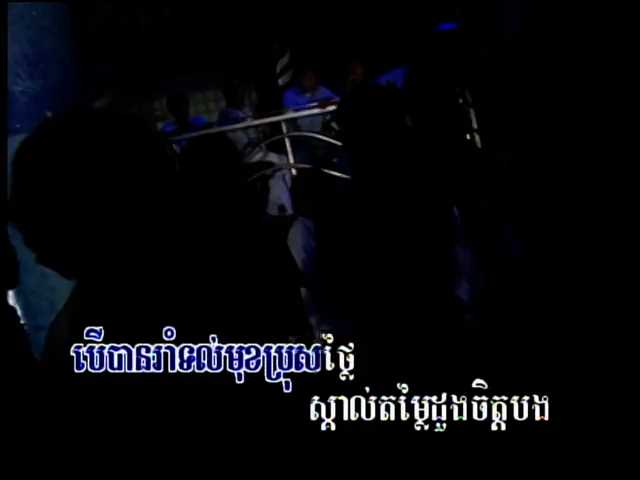 បើបានរាំទល់មុខប្រុសថ្លៃ
ស្គាល់តម្លៃដួងចិត្តបង